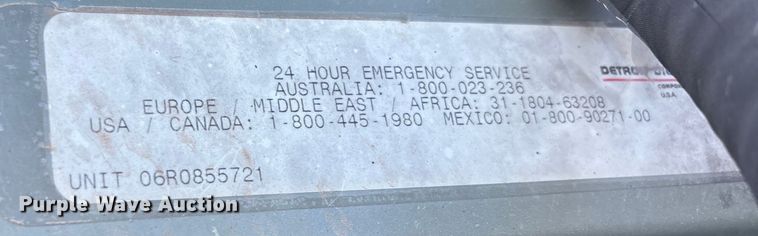 24 HOUR EMERGENCY SERVICE
AUSTRALIA: 1-800-023-236
EUROPE / MIDDLE EAST / AFRICA: 31-1804-63208
USA / CANADA: 1-800-445-1980 MEXICO: 01-800-90271-00
UNIT 06R0855721
U.S.A.
Purple Wave Auction